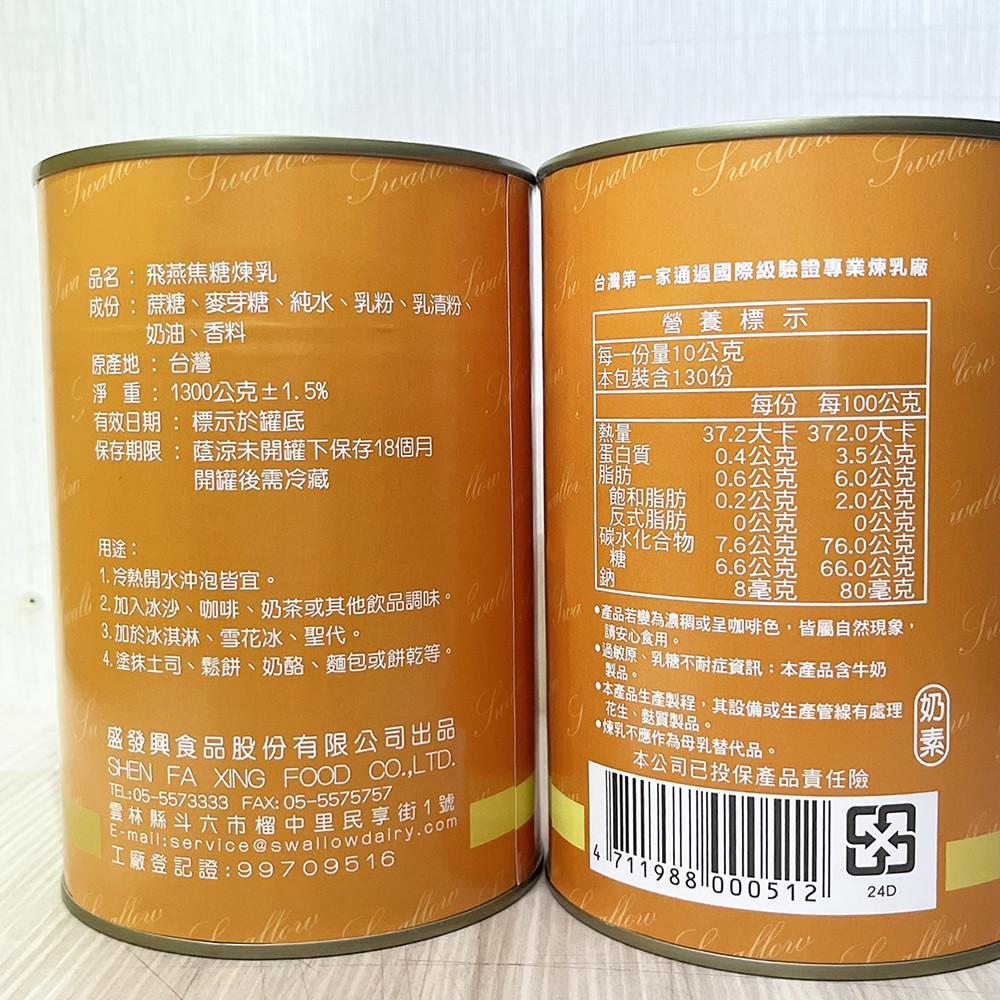 Swallow Swallow Swallow
品名：飛燕焦糖煉乳
成份：蔗糖、麥芽糖、純水、乳粉、乳清粉、
奶油、香料
原產地：台灣
淨 重：1300公克±1.5%
有效日期：標示於罐底
保存期限：蔭涼未開罐下保存18個月
開罐後需冷藏
用途：
1.冷熱開水沖泡皆宜。
2.加入冰沙、咖啡、奶茶或其他飲品調味。
3.加於冰淇淋、雪花冰、聖代。
4.塗抹土司、鬆餅、奶酪、麵包或餅乾等。
盛發興食品股份有限公司出品
SHEN FA XING FOOD CO.,LTD.
TEL:05-5573333 FAX:05-5575757
雲林縣斗六市榴中里民享街1號
E-mail:service@swallowdairy.com
工廠登記證:99709516
Swallow Swallow Swallow
Swallow Swallow Swallow
台灣第一家通過國際級驗證專業煉乳廠
營養標示
每一份量10公克
本包裝含130份
每份 每100公克
熱量 37.2大卡 372.0大卡
蛋白質 0.4公克 3.5公克
脂肪 0.6公克 6.0公克
飽和脂肪 0.2公克 2.0公克
反式脂肪 0公克 0公克
碳水化合物 7.6公克 76.0公克
糖 6.6公克 66.0公克
鈉 8毫克 80毫克
•產品若變為濃稠或呈咖啡色，皆屬自然現象，
請安心食用。
•過敏原、乳糖不耐症資訊：本產品含牛奶
製品。
•本產品生產製程，其設備或生產管線有處理
花生、麩質製品。
•煉乳不應作為母乳替代品。
奶素
本公司已投保產品責任險
4 711988 000512
24D
Swallow Swallow